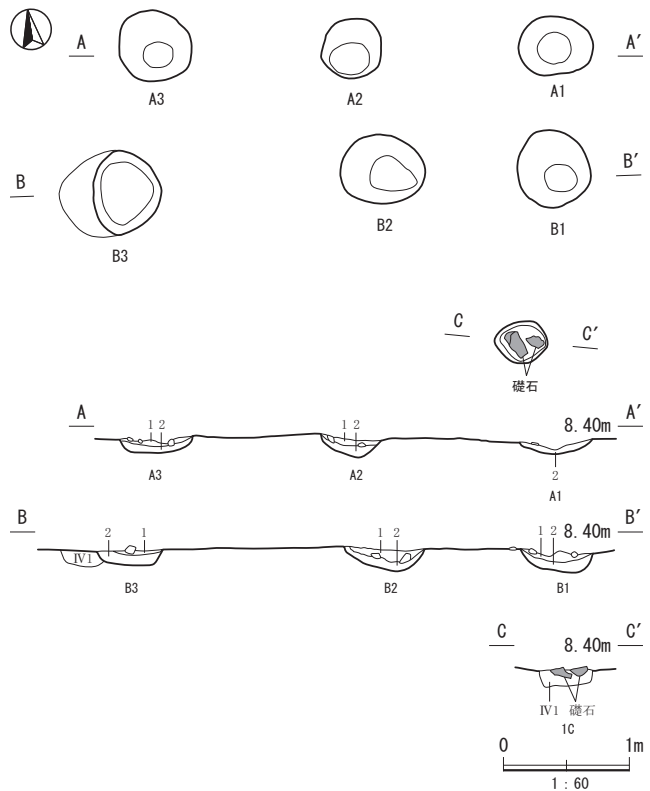 A A′
A3 A2 A1
B B′
B3 B2 B1
C C′
礎石
A 1 2 1 2 8.40m A′
2
A3 A2 A1
B 2 1 1 2 1 2 8.40m B′
Ⅳ1
B3 B2 B1
C 8.40m C′
Ⅳ1 礎石
1C
0 1m
1 : 60